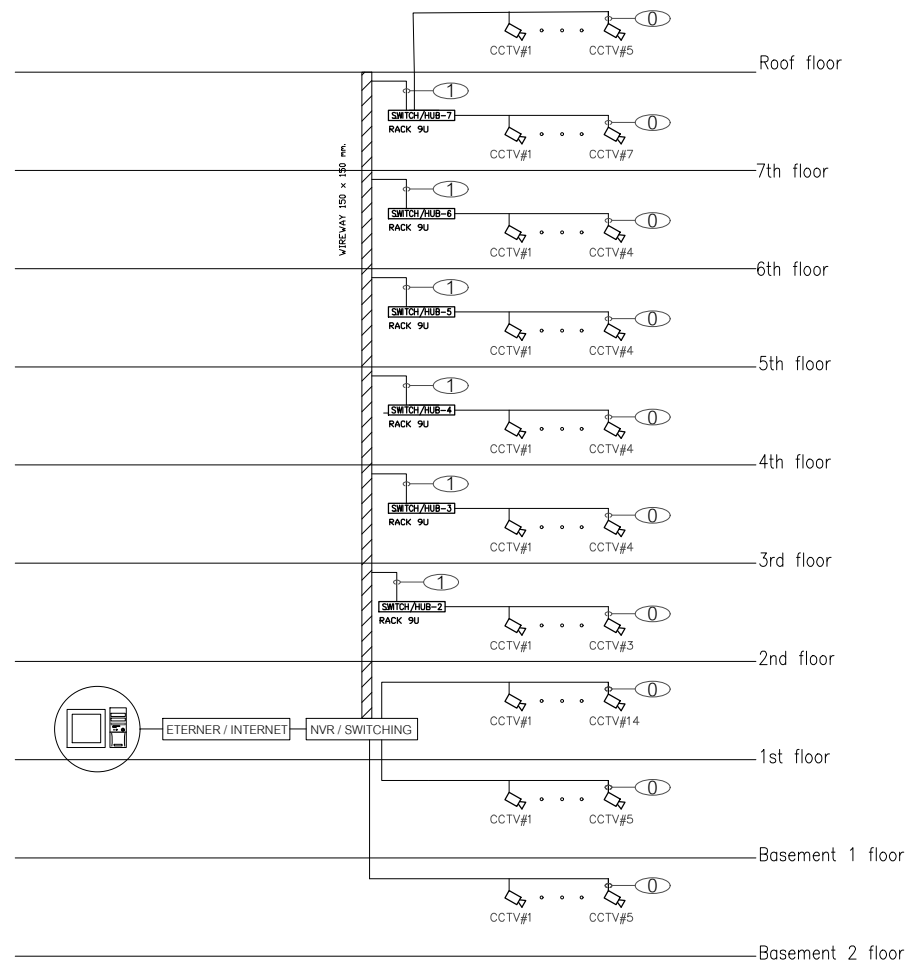 0
CCTV#1
CCTV#5
Roof floor
1
SWITCH/HUB-7
RACK 9U
0
CCTV#1
CCTV#7
WIREWAY 150 x 150 mm.
7th floor
1
SWITCH/HUB-6
RACK 9U
0
CCTV#1
CCTV#4
6th floor
1
SWITCH/HUB-5
RACK 9U
0
CCTV#1
CCTV#4
5th floor
1
SWITCH/HUB-4
RACK 9U
0
CCTV#1
CCTV#4
4th floor
1
SWITCH/HUB-3
RACK 9U
0
CCTV#1
CCTV#4
3rd floor
1
SWITCH/HUB-2
RACK 9U
0
CCTV#1
CCTV#3
2nd floor
0
CCTV#1
CCTV#14
ETERNER / INTERNET
NVR / SWITCHING
1st floor
0
CCTV#1
CCTV#5
Basement 1 floor
0
CCTV#1
CCTV#5
Basement 2 floor